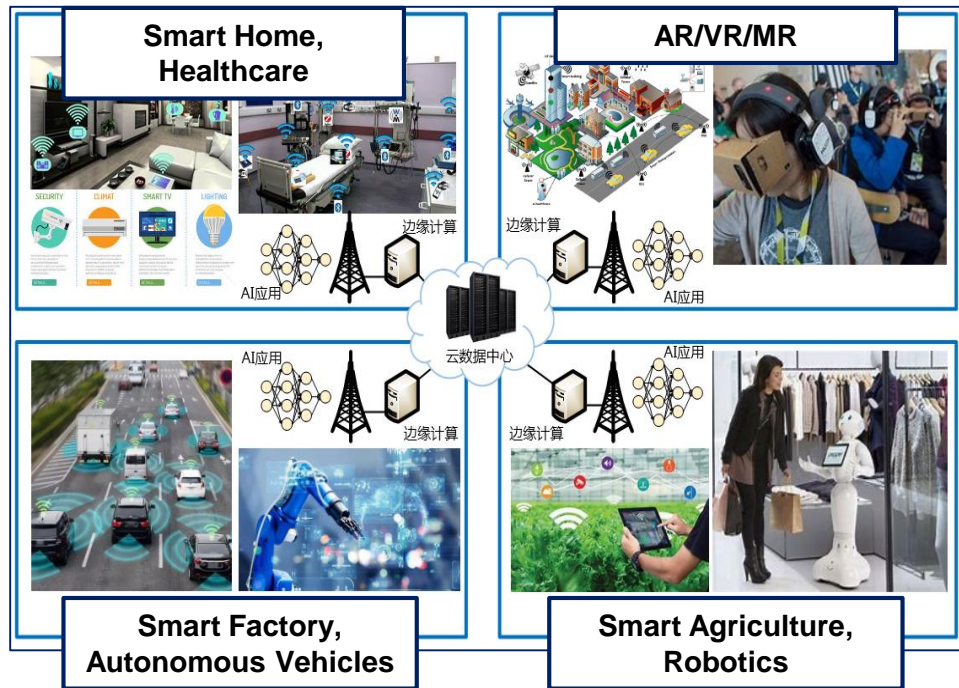 Smart Home,
Healthcare
AR/VR/MR
SECURITY
CLIMAT
SMART TV
LIGHTING
边缘计算
AI应用
边缘计算
AI应用
云数据中心
AI应用
边缘计算
AI应用
边缘计算
Smart Factory,
Autonomous Vehicles
Smart Agriculture,
Robotics